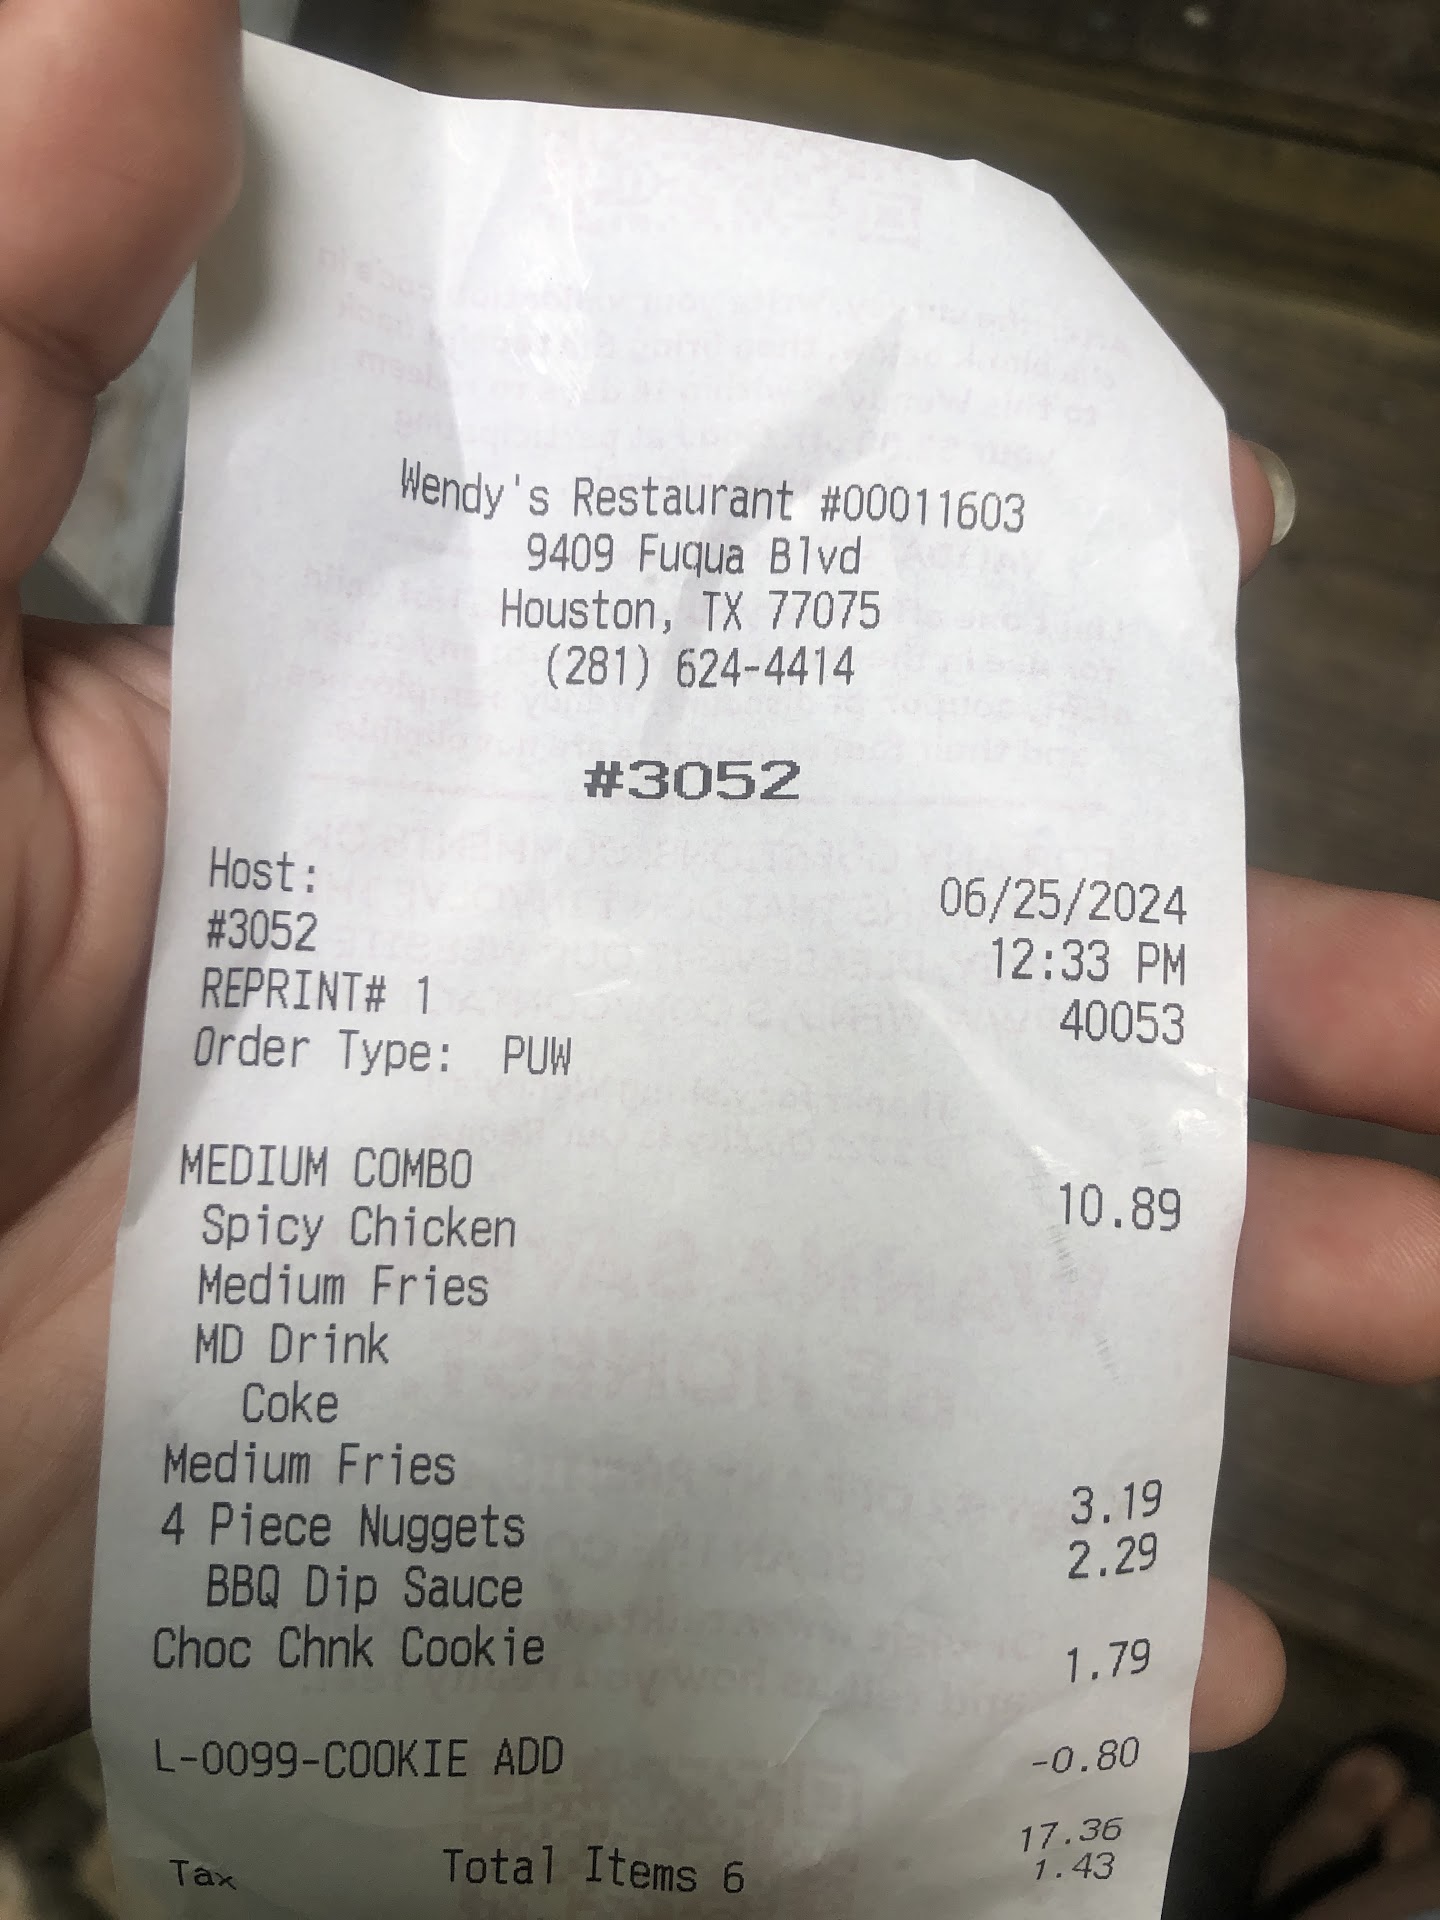 Wendy's Restaurant #00011603
9409 Fuqua Blvd
Houston, TX 77075
(281) 624-4414
#3052
Host:
06/25/2024
#3052
12:33 PM
REPRINT# 1
40053
Order Type: PUW
MEDIUM COMBO 10.89
Spicy Chicken
Medium Fries
MD Drink
Coke
Medium Fries 3.19
4 Piece Nuggets 2.29
BBQ Dip Sauce
Choc Chnk Cookie 1.79
L-0099-COOKIE ADD -0.80
17.36
Tax Total Items 6 1.43